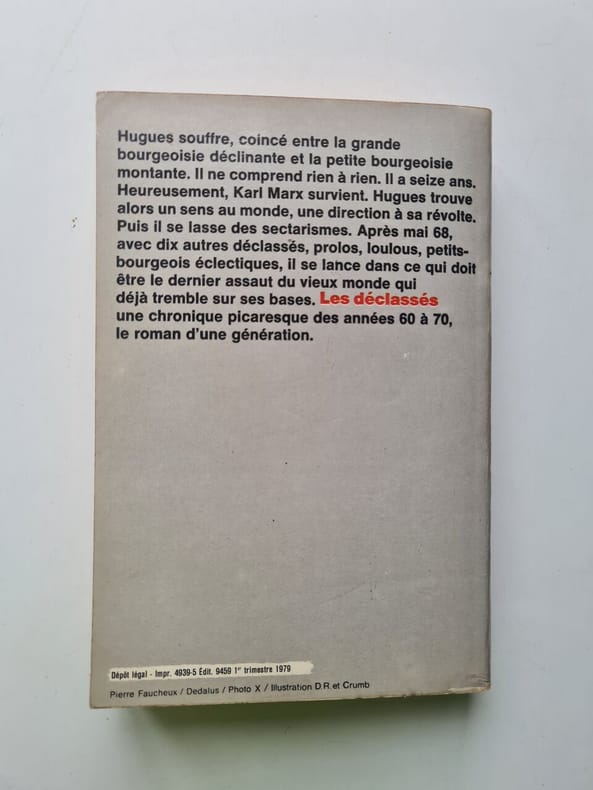 Hugues souffre, coincé entre la grande
bourgeoisie déclinante et la petite bourgeoisie
montante. Il ne comprend rien à rien. Il a seize ans.
Heureusement, Karl Marx survient. Hugues trouve
alors un sens au monde, une direction à sa révolte.
Puis il se lasse des sectarismes. Après mai 68,
avec dix autres déclassés, prolos, loulous, petits-
bourgeois éclectiques, il se lance dans ce qui doit
être le dernier assaut du vieux monde qui
déjà tremble sur ses bases. Les déclassés
une chronique picaresque des années 60 à 70,
le roman d'une génération.
Dépôt légal - Impr. 4939-5 Édit. 9459 1er trimestre 1979
Pierre Faucheux / Dedalus / Photo X / Illustration D.R. et Crumb